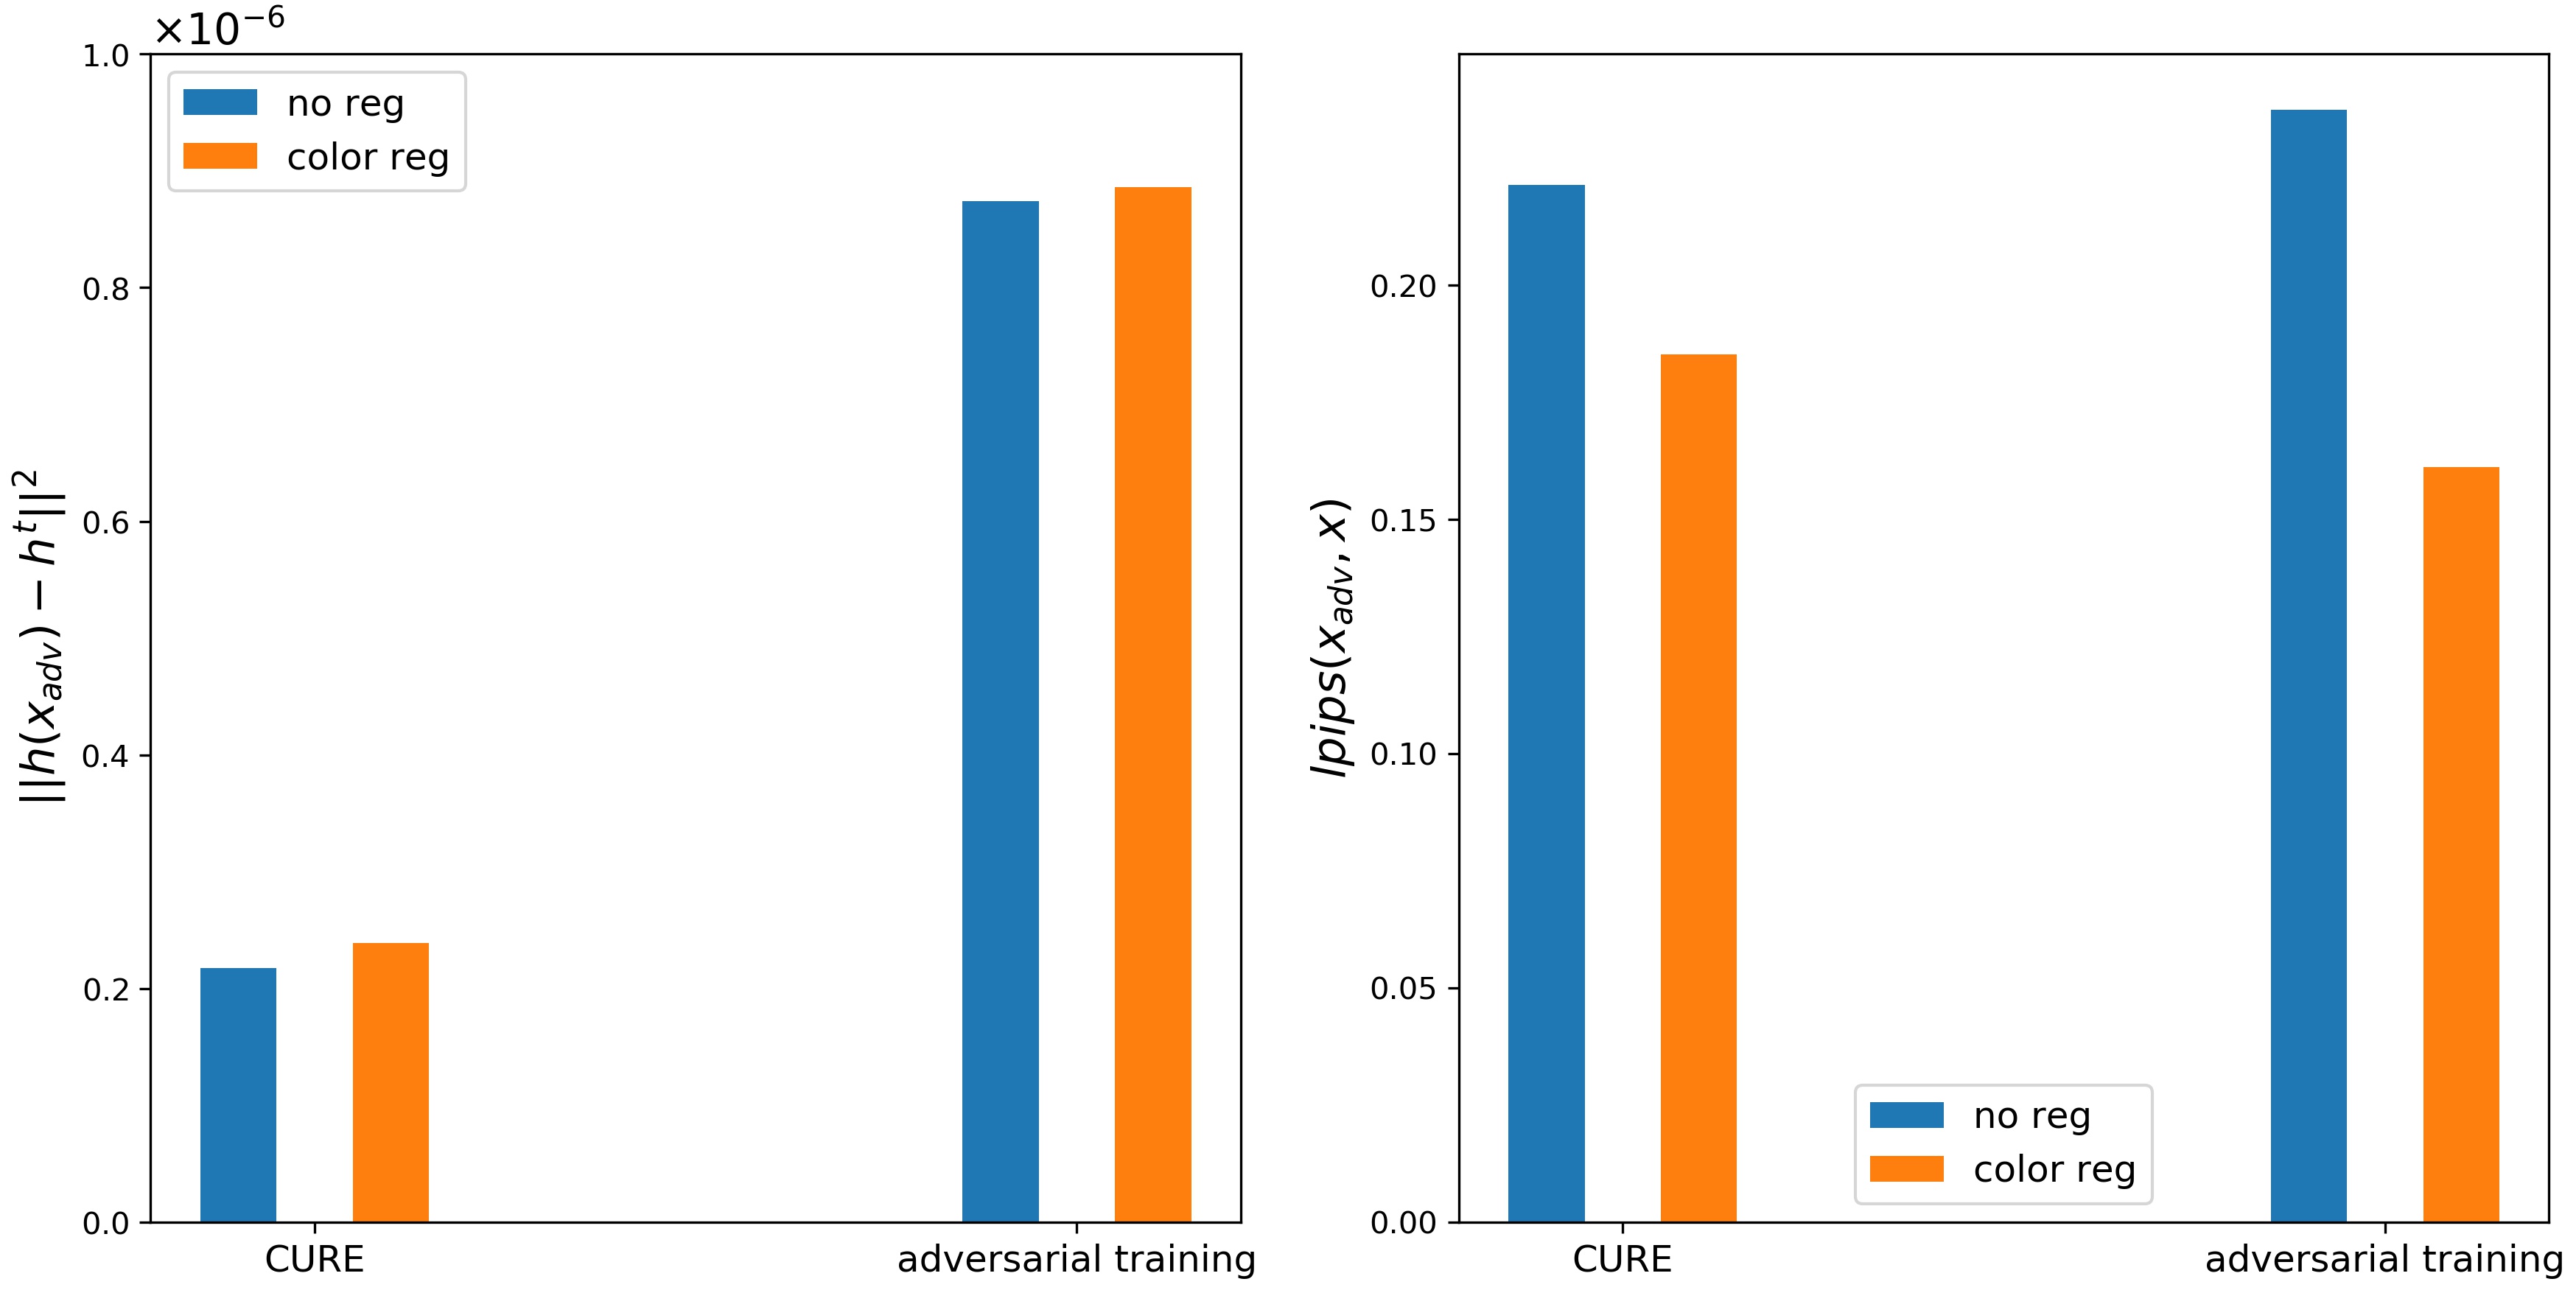 ×10⁻⁶
1.0
0.8
0.6
0.4
0.2
0.0
||h(x_adv) − h^t||²
no reg
color reg
CURE
adversarial training
0.20
0.15
0.10
0.05
0.00
lpips(x_adv, x)
no reg
color reg
CURE
adversarial training